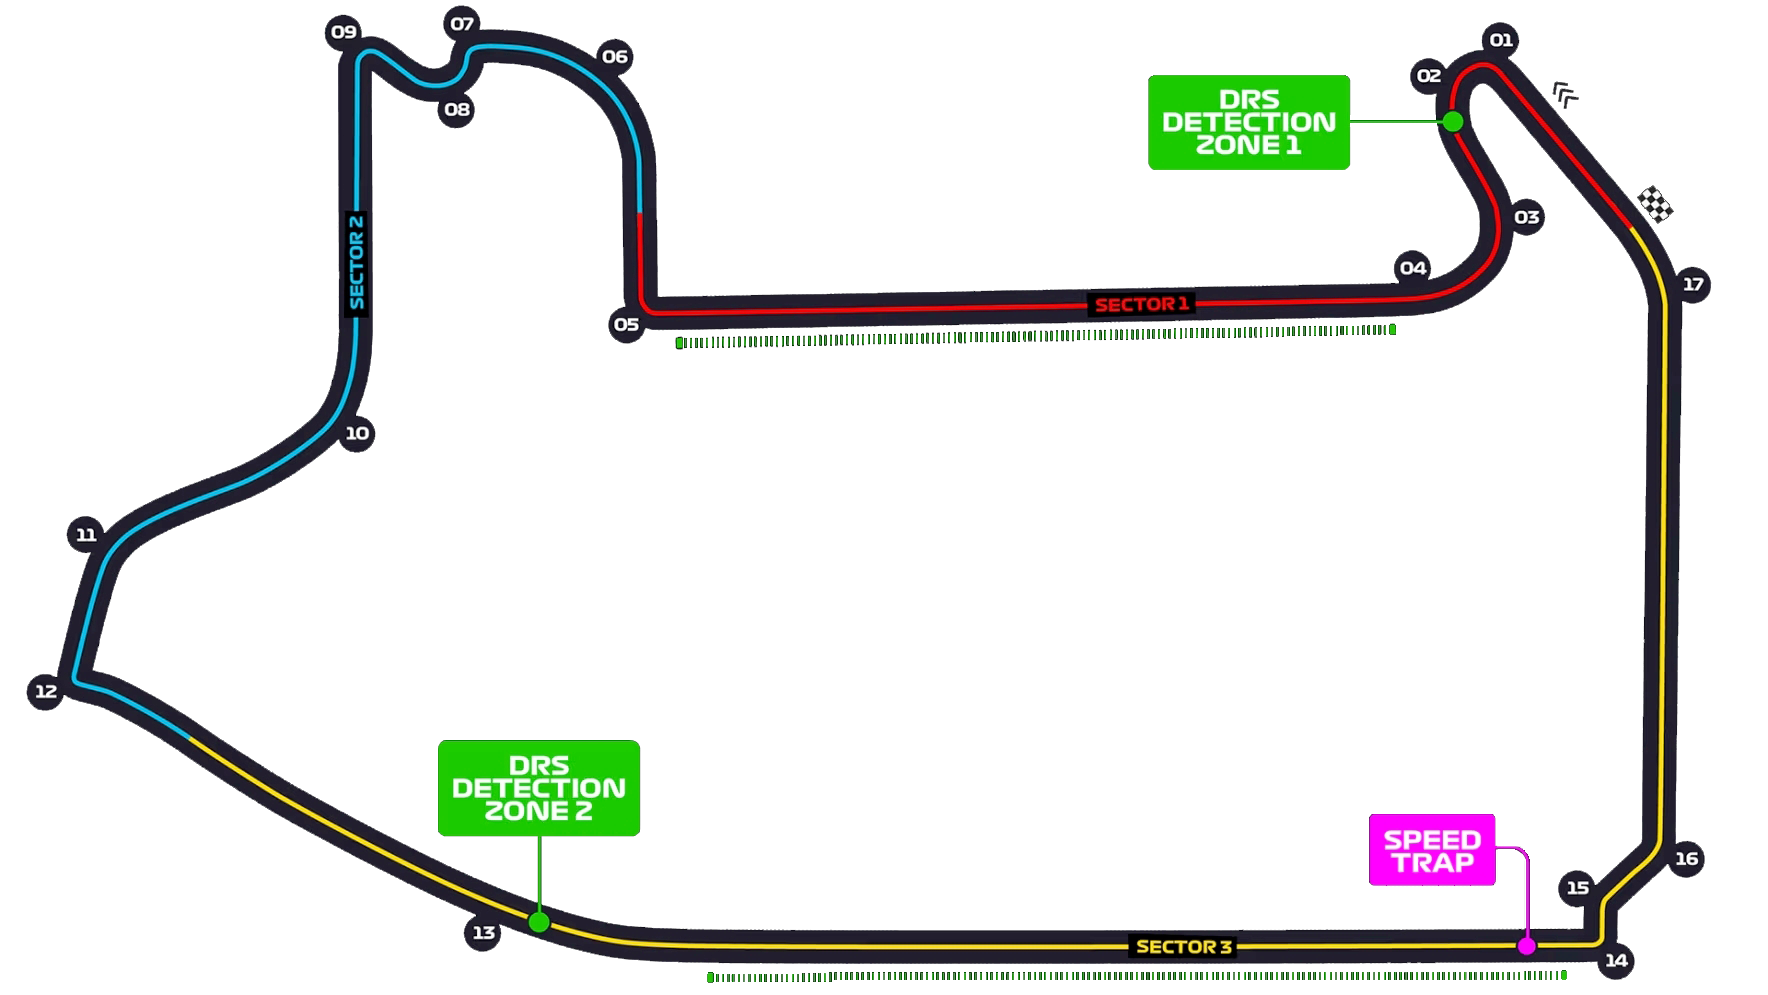 09
07
06
08
01
02
DRS
DETECTION
ZONE 1
03
04
17
SECTOR 2
SECTOR 1
05
10
11
12
DRS
DETECTION
ZONE 2
13
SPEED
TRAP
16
15
SECTOR 3
14